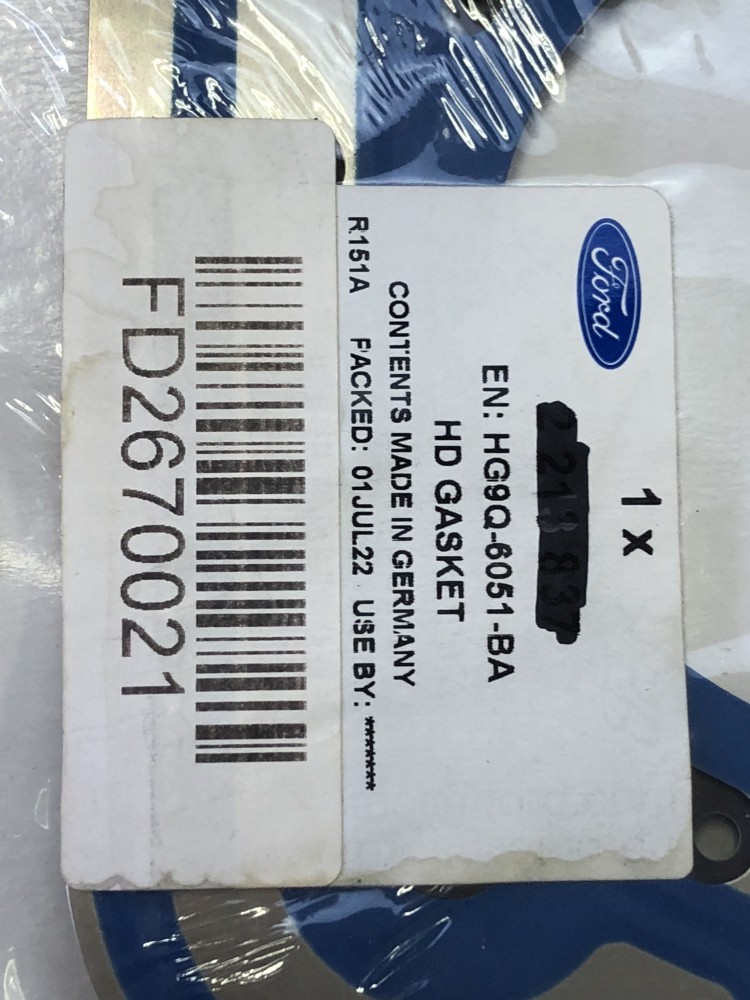 Ford
1 x
EN: HG9Q-6051-BA
HD GASKET
CONTENTS MADE IN GERMANY
R151A PACKED: 01JUL22 USE BY: *******
FD2670021